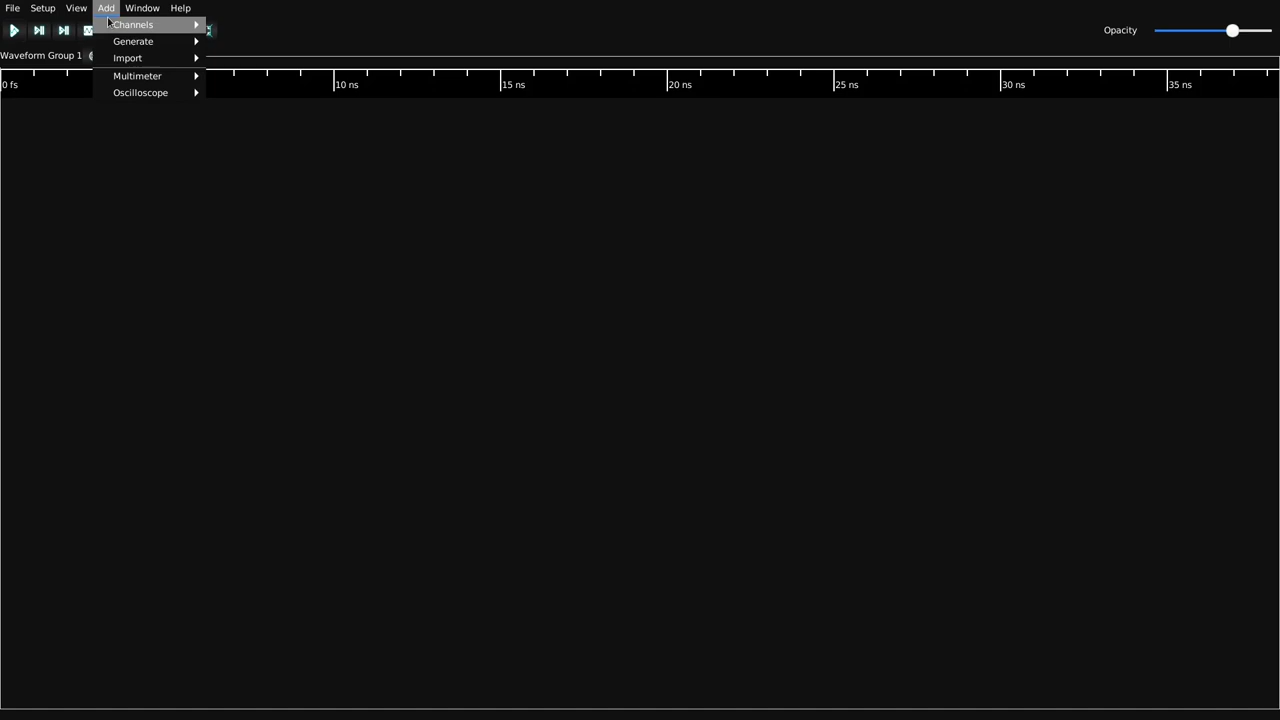 File Setup View Add Window Help
Channels
Opacity
Generate
Waveform Group 1
Import
Multimeter
0 fs 10 ns 15 ns 20 ns 25 ns 30 ns 35 ns
Oscilloscope